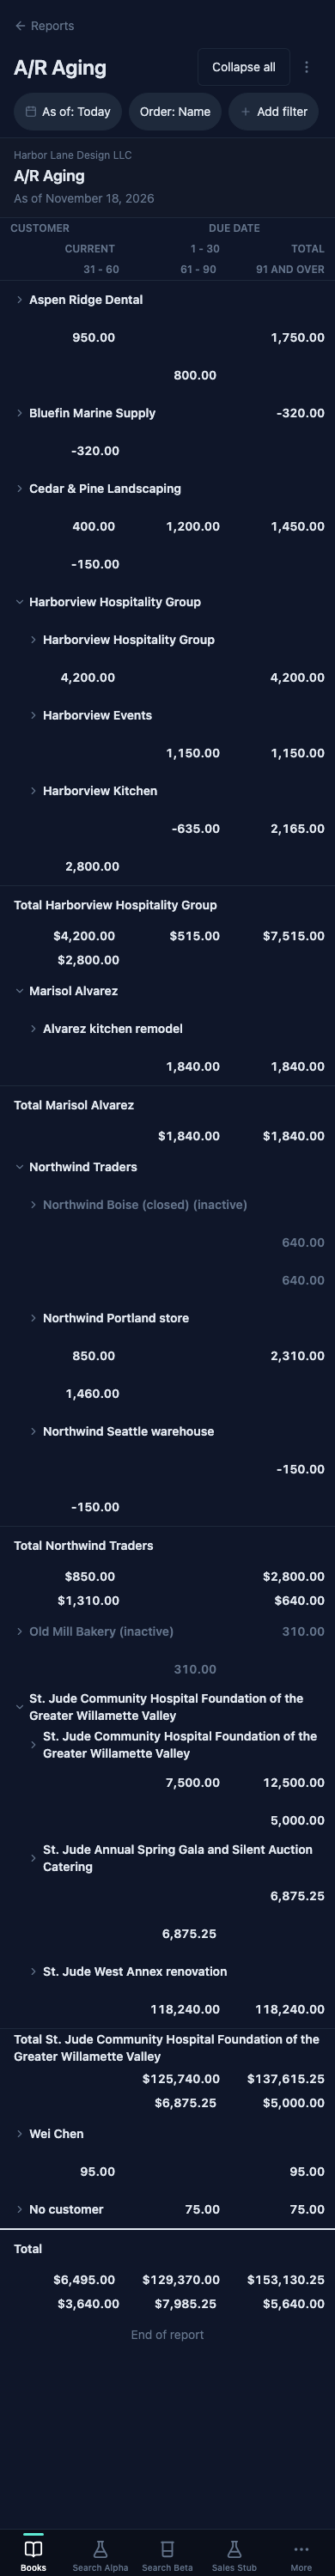 Reports
A/R Aging
Collapse all
As of: Today
Order: Name
Add filter
Harbor Lane Design LLC
A/R Aging
As of November 18, 2026
CUSTOMER DUE DATE
CURRENT 1 - 30 TOTAL
31 - 60 61 - 90 91 AND OVER
Aspen Ridge Dental
950.00 1,750.00
800.00
Bluefin Marine Supply -320.00
-320.00
Cedar & Pine Landscaping
400.00 1,200.00 1,450.00
-150.00
Harborview Hospitality Group
Harborview Hospitality Group
4,200.00 4,200.00
Harborview Events
1,150.00 1,150.00
Harborview Kitchen
-635.00 2,165.00
2,800.00
Total Harborview Hospitality Group
$4,200.00 $515.00 $7,515.00
$2,800.00
Marisol Alvarez
Alvarez kitchen remodel
1,840.00 1,840.00
Total Marisol Alvarez
$1,840.00 $1,840.00
Northwind Traders
Northwind Boise (closed) (inactive)
640.00
640.00
Northwind Portland store
850.00 2,310.00
1,460.00
Northwind Seattle warehouse
-150.00
-150.00
Total Northwind Traders
$850.00 $2,800.00
$1,310.00 $640.00
Old Mill Bakery (inactive) 310.00
310.00
St. Jude Community Hospital Foundation of the
Greater Willamette Valley
St. Jude Community Hospital Foundation of the
Greater Willamette Valley
7,500.00 12,500.00
5,000.00
St. Jude Annual Spring Gala and Silent Auction
Catering
6,875.25
6,875.25
St. Jude West Annex renovation
118,240.00 118,240.00
Total St. Jude Community Hospital Foundation of the
Greater Willamette Valley
$125,740.00 $137,615.25
$6,875.25 $5,000.00
Wei Chen
95.00 95.00
No customer 75.00 75.00
Total
$6,495.00 $129,370.00 $153,130.25
$3,640.00 $7,985.25 $5,640.00
End of report
Books
Search Alpha
Search Beta
Sales Stub
More